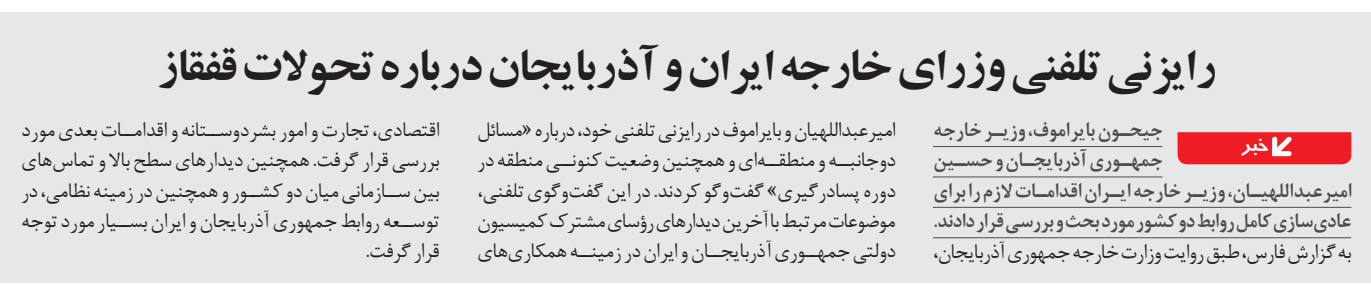 رایزنی تلفنی وزرای خارجه ایران و آذربایجان درباره تحولات قفقاز
خبر
جیحون بایراموف، وزیر خارجه
جمهوری آذربایجان و حسین
امیرعبداللهیان، وزیر خارجه ایران اقدامات لازم را برای
عادی‌سازی کامل روابط دو کشور مورد بحث و بررسی قرار دادند.
به گزارش فارس، طبق روایت وزارت خارجه جمهوری آذربایجان،
امیرعبداللهیان و بایراموف در رایزنی تلفنی خود، درباره «مسائل
دوجانبه و منطقه‌ای و همچنین وضعیت کنونی منطقه در
دوره پسادرگیری» گفت‌وگو کردند. در این گفت‌وگوی تلفنی،
موضوعات مرتبط با آخرین دیدارهای رؤسای مشترک کمیسیون
دولتی جمهوری آذربایجان و ایران در زمینه همکاری‌های
اقتصادی، تجارت و امور بشردوستانه و اقدامات بعدی مورد
بررسی قرار گرفت. همچنین دیدارهای سطح بالا و تماس‌های
بین سازمانی میان دو کشور و همچنین در زمینه نظامی، در
توسعه روابط جمهوری آذربایجان و ایران بسیار مورد توجه
قرار گرفت.